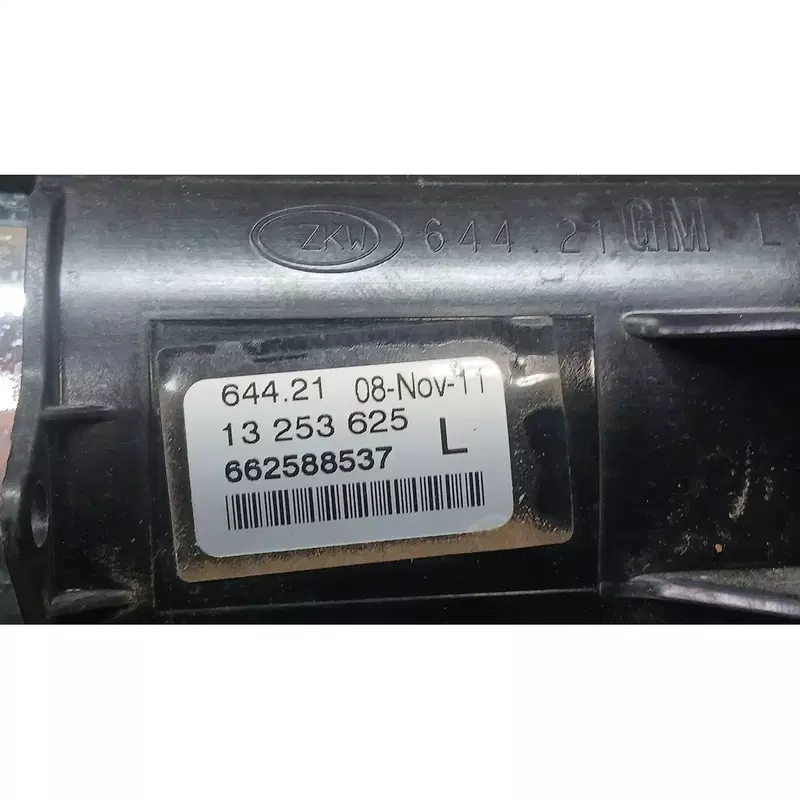 ZKW 644.21 GM L
644.21 08-Nov-11
13 253 625 L
662588537